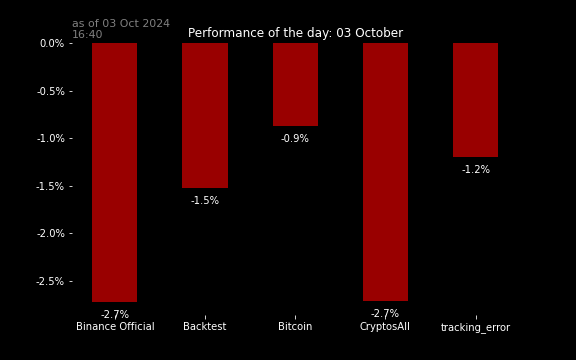 as of 03 Oct 2024
16:40
Performance of the day: 03 October
0.0%
-0.5%
-1.0%
-1.5%
-2.0%
-2.5%
-2.7%
-1.5%
-0.9%
-2.7%
-1.2%
Binance Official
Backtest
Bitcoin
CryptosAll
tracking_error